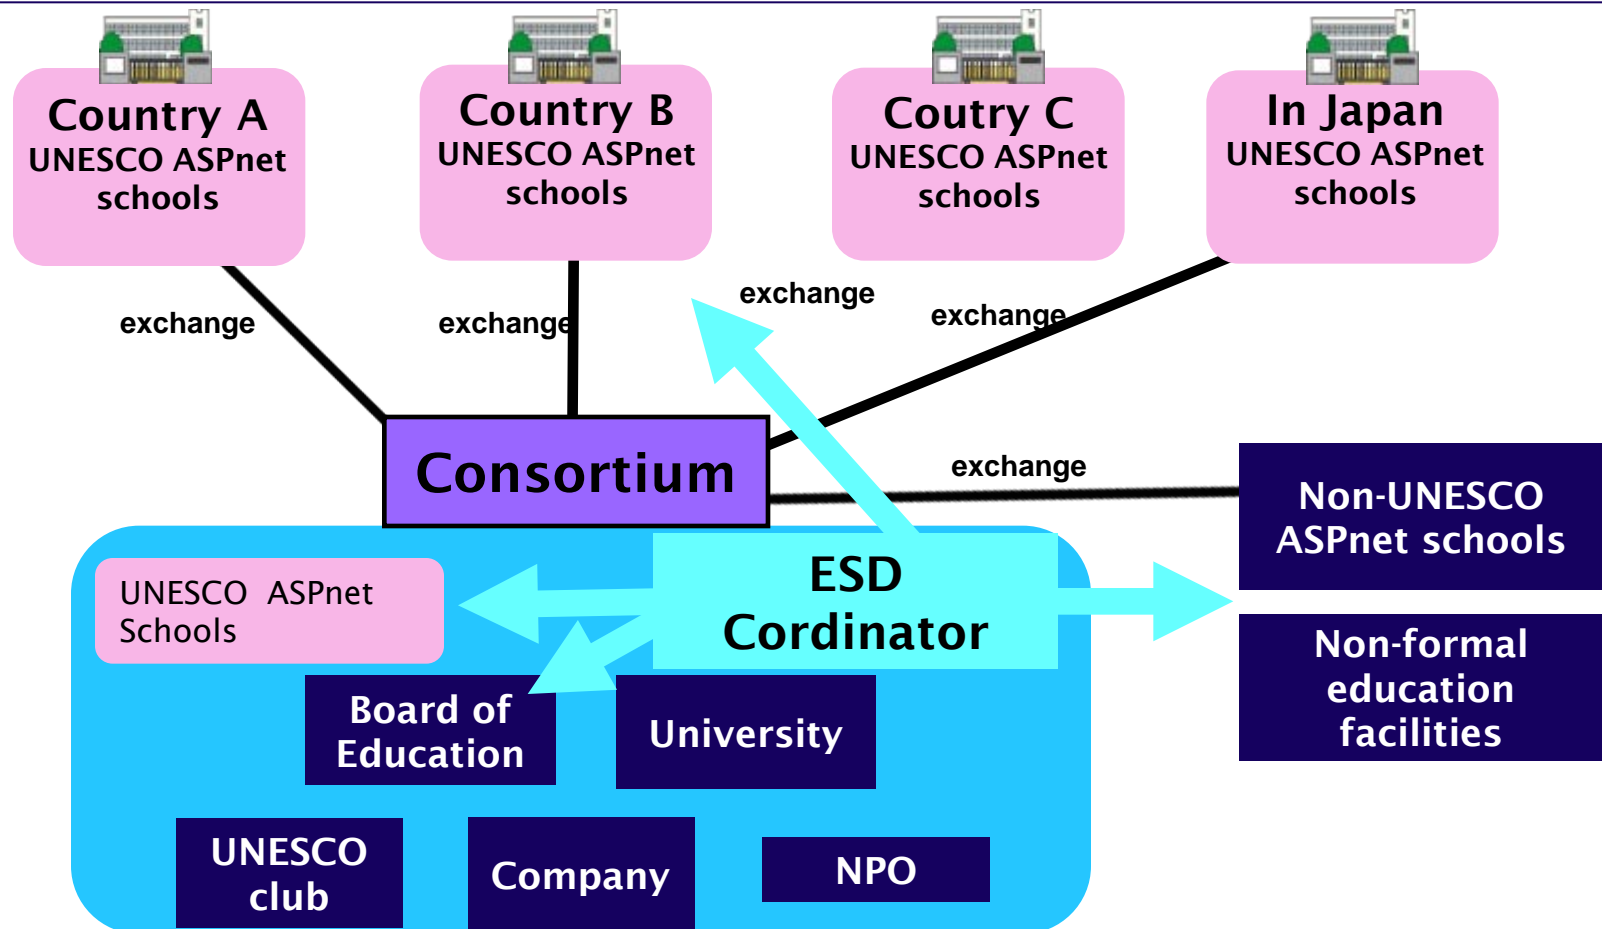 Country A
UNESCO ASPnet
schools
Country B
UNESCO ASPnet
schools
Coutry C
UNESCO ASPnet
schools
In Japan
UNESCO ASPnet
schools
exchange
exchange
exchange
exchange
Consortium
exchange
Non-UNESCO
ASPnet schools
ESD
Cordinator
UNESCO ASPnet
Schools
Non-formal
education
facilities
Board of
Education
University
UNESCO
club
Company
NPO